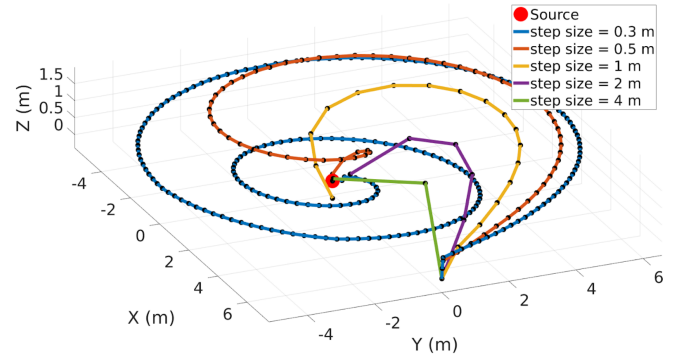 Source
step size = 0.3 m
step size = 0.5 m
step size = 1 m
step size = 2 m
step size = 4 m
Z (m)
1.5
1
0.5
0
-4
-2
0
2
4
6
X (m)
-4
-2
0
2
4
6
Y (m)